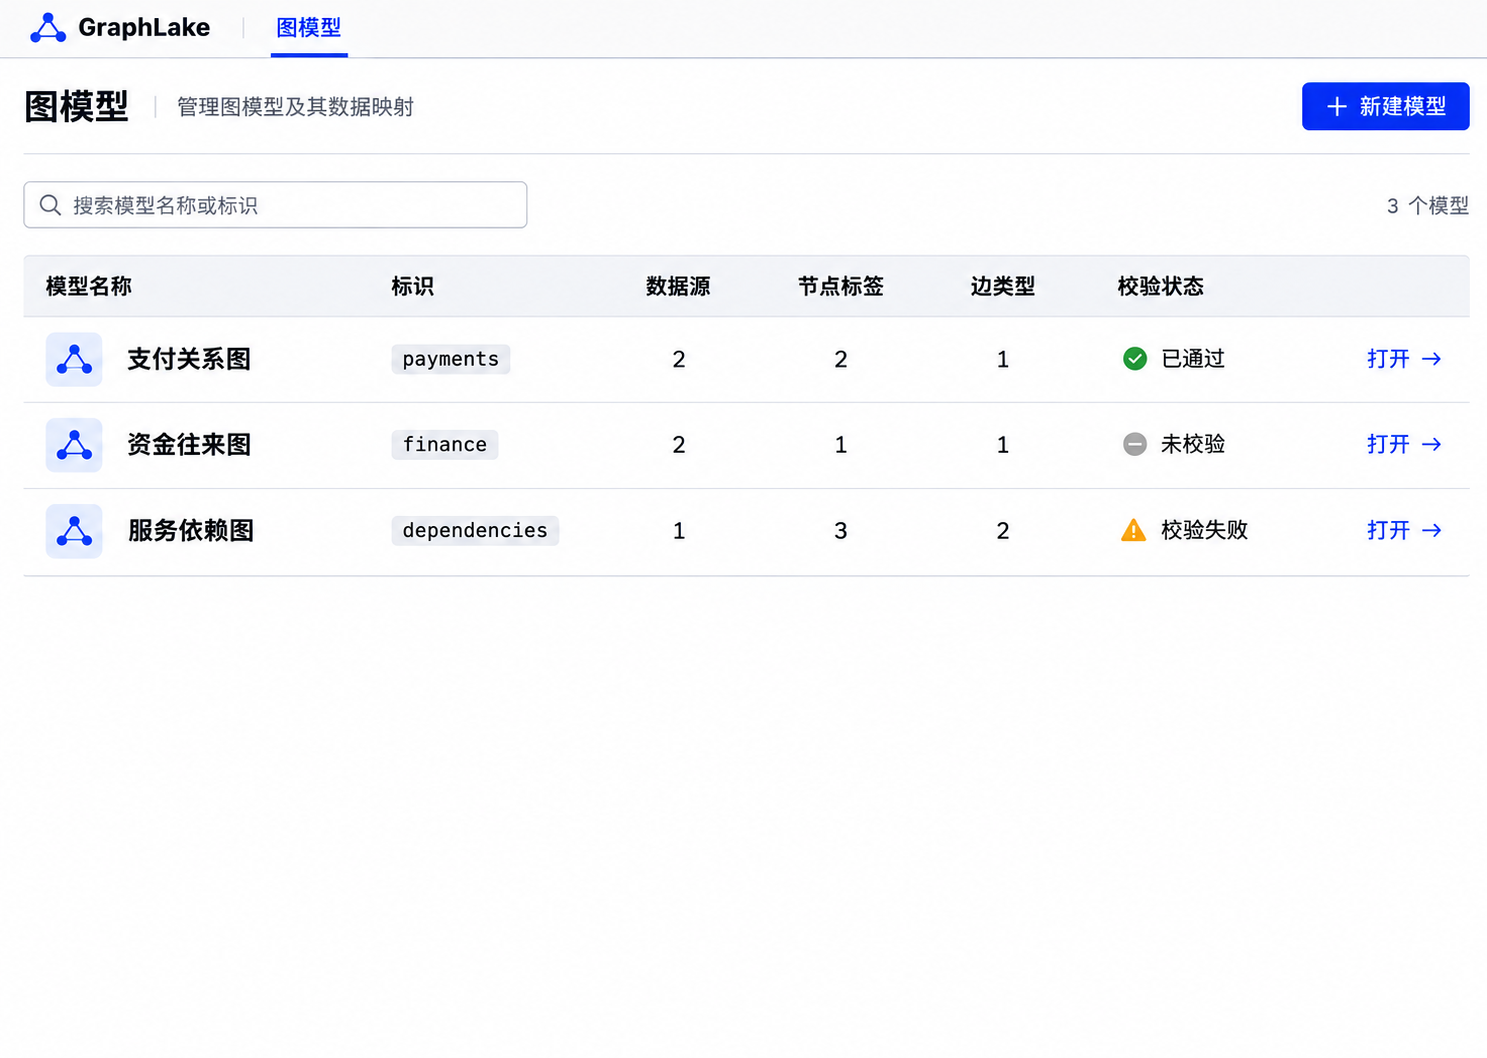 GraphLake 图模型
图模型 管理图模型及其数据映射 新建模型
搜索模型名称或标识 3 个模型
模型名称 标识 数据源 节点标签 边类型 校验状态
支付关系图 payments 2 2 1 已通过 打开 →
资金往来图 finance 2 1 1 未校验 打开 →
服务依赖图 dependencies 1 3 2 校验失败 打开 →